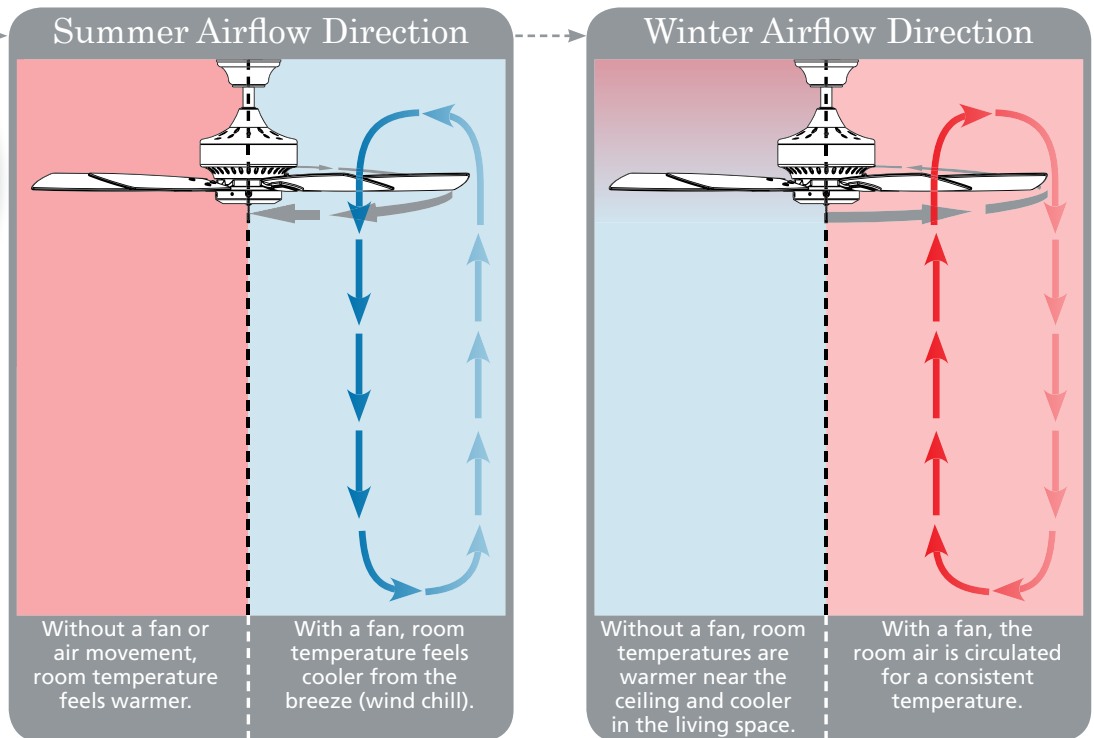 Summer Airflow Direction
Without a fan or
air movement,
room temperature
feels warmer.
With a fan, room
temperature feels
cooler from the
breeze (wind chill).
Winter Airflow Direction
Without a fan, room
temperatures are
warmer near the
ceiling and cooler
in the living space.
With a fan, the
room air is circulated
for a consistent
temperature.